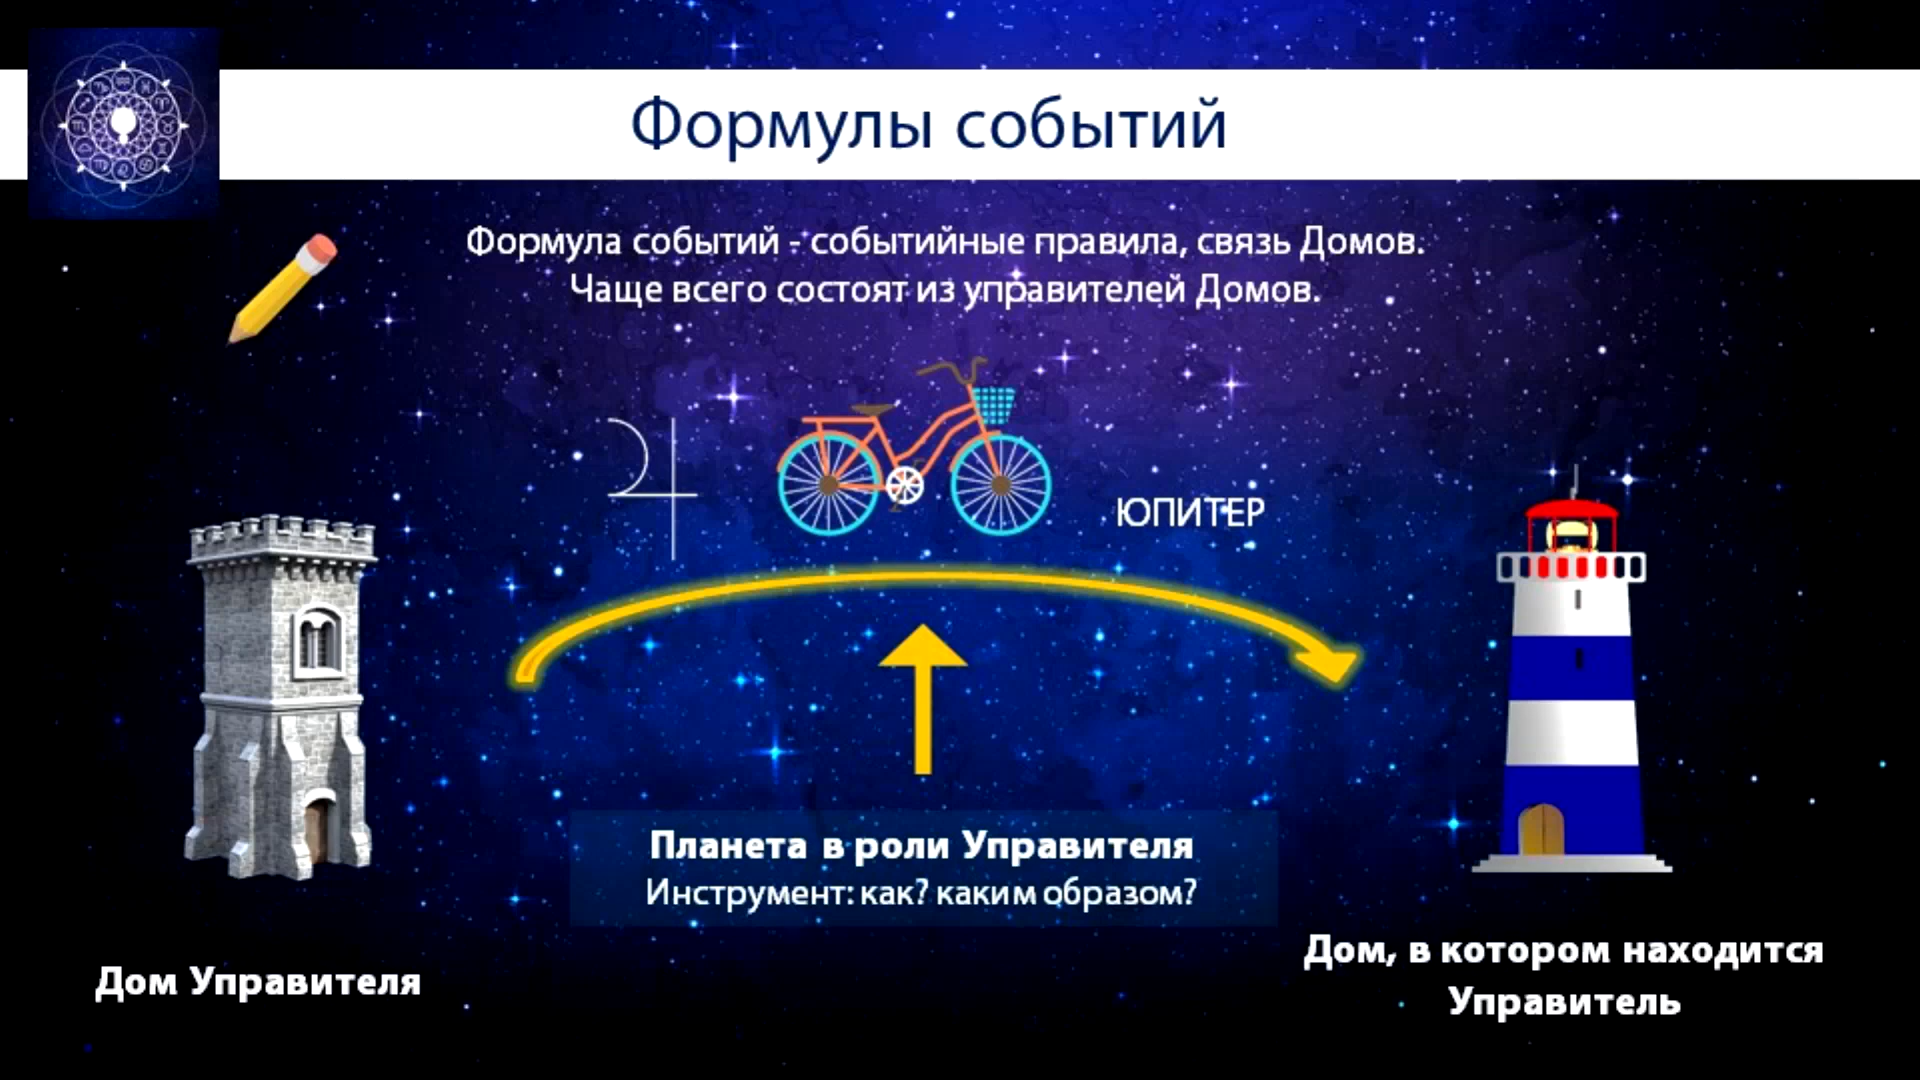 Формулы событий
Формула событий - событийные правила, связь Домов.
Чаще всего состоят из управителей Домов.
ЮПИТЕР
Планета в роли Управителя
Инструмент: как? каким образом?
Дом Управителя
Дом, в котором находится
Управитель